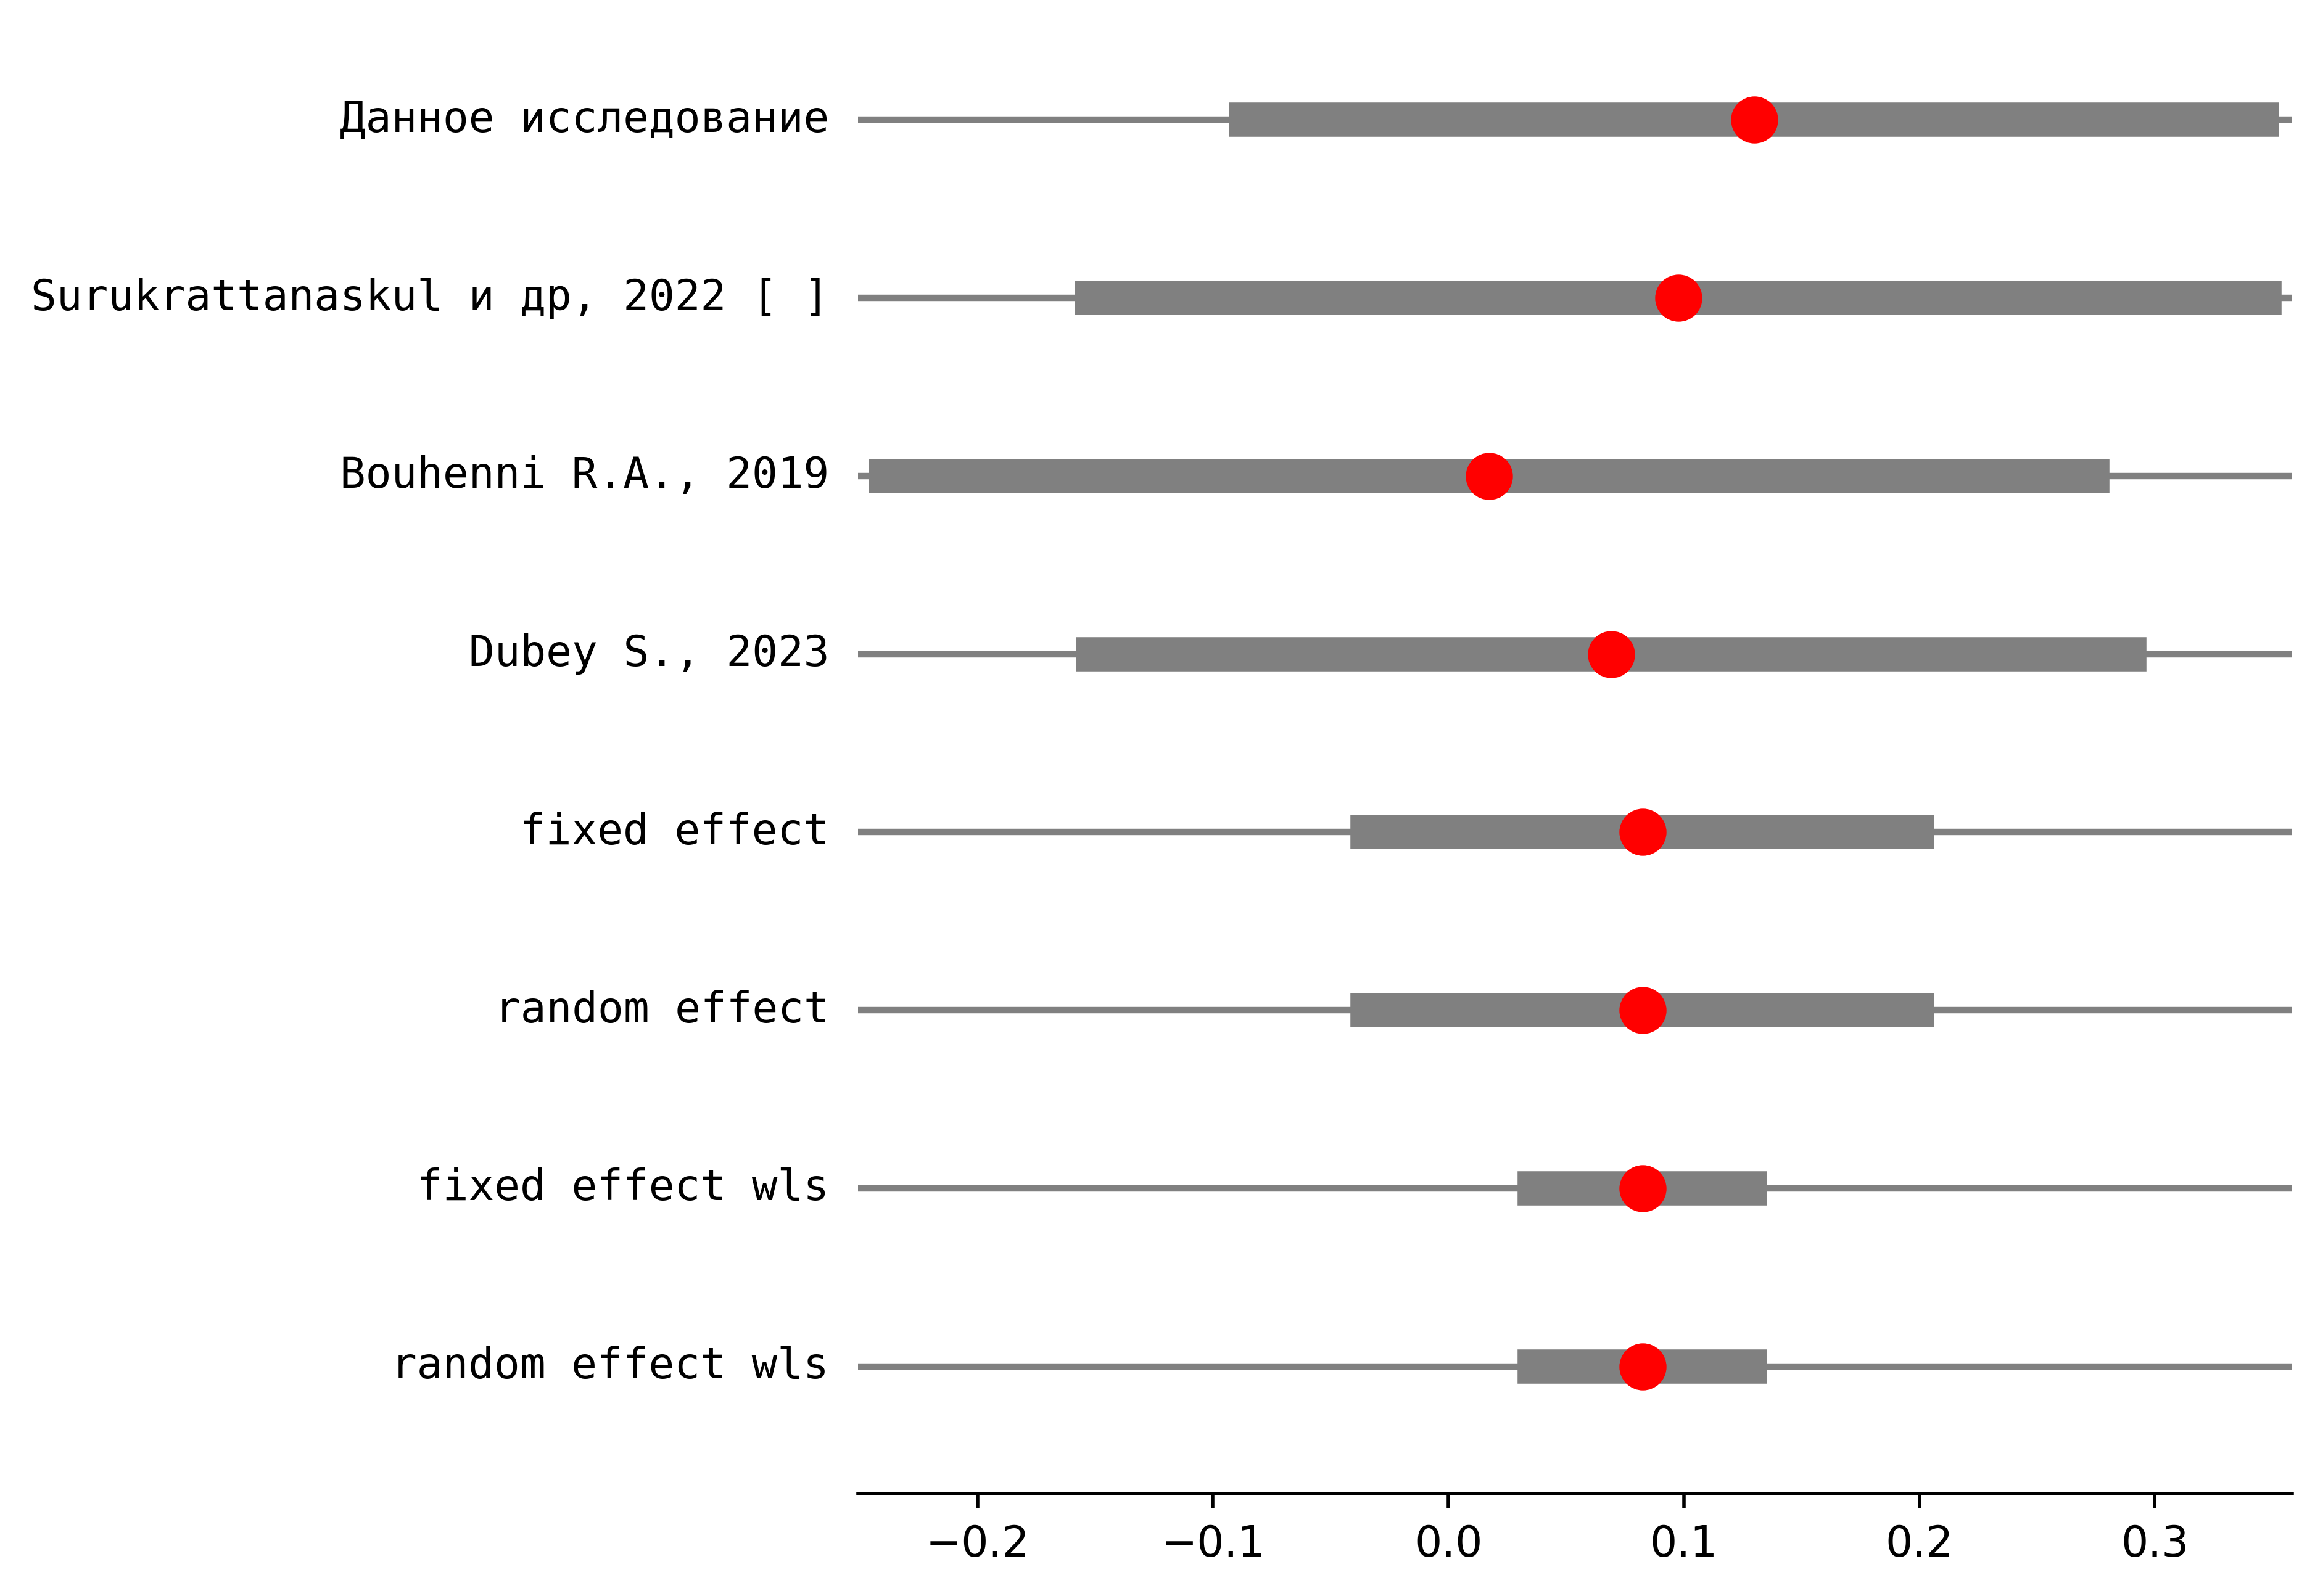 Данное исследование
Surukrattanaskul и др, 2022 [ ]
Bouhenni R.A., 2019
Dubey S., 2023
fixed effect
random effect
fixed effect wls
random effect wls
−0.2 −0.1 0.0 0.1 0.2 0.3